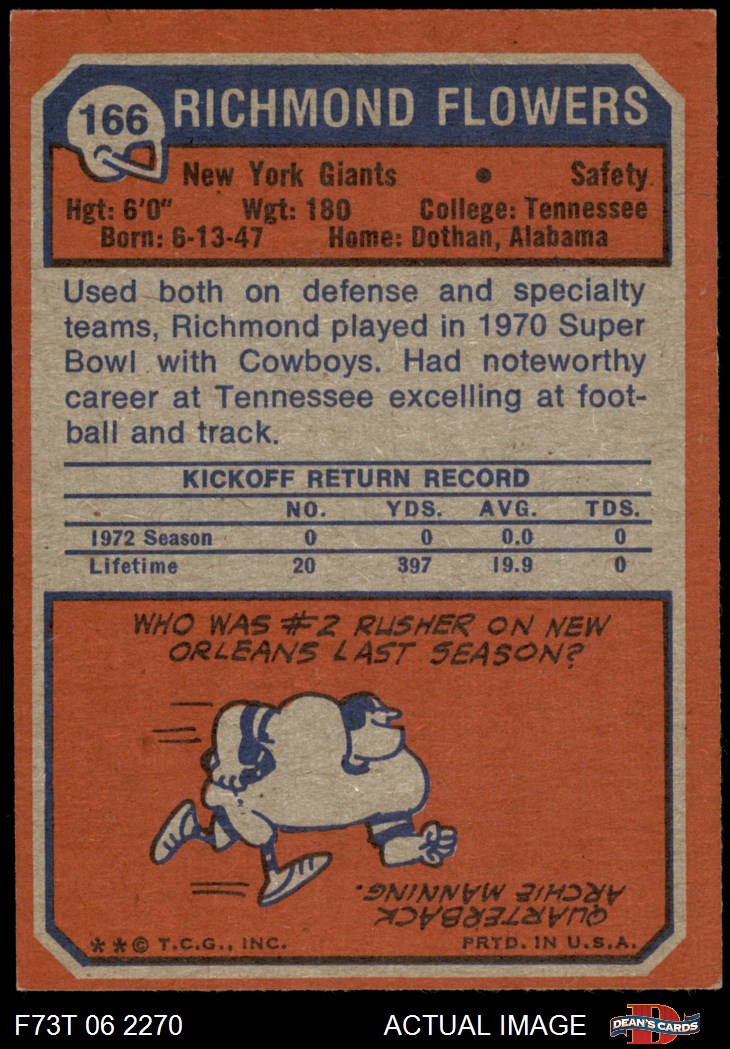 166
RICHMOND FLOWERS
New York Giants • Safety
Hgt: 6'0" Wgt: 180 College: Tennessee
Born: 6-13-47 Home: Dothan, Alabama
Used both on defense and specialty
teams, Richmond played in 1970 Super
Bowl with Cowboys. Had noteworthy
career at Tennessee excelling at foot-
ball and track.
KICKOFF RETURN RECORD
NO. YDS. AVG. TDS.
1972 Season 0 0 0.0 0
Lifetime 20 397 19.9 0
WHO WAS #2 RUSHER ON NEW
ORLEANS LAST SEASON?
QUARTERBACK
ARCHIE MANNING.
**© T.C.G., INC. PRTD. IN U.S.A.
F73T 06 2270 ACTUAL IMAGE
D
DEAN'S CARDS